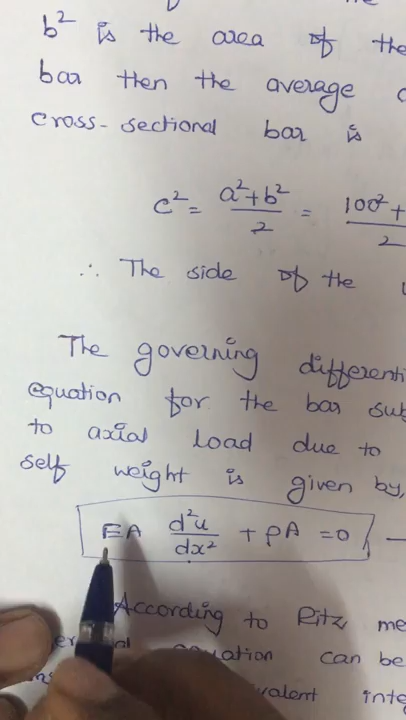 b² is the area of the
bar then the average
cross-sectional bar is
c² = (a²+b²)/2 = (100²+)/2
∴ The side of the
The governing differenti
equation for the bar sub
to axial load due to
self weight is given by,
EA d²u/dx² + ρA = 0 —
According to Ritz me
equation can be
valent inte